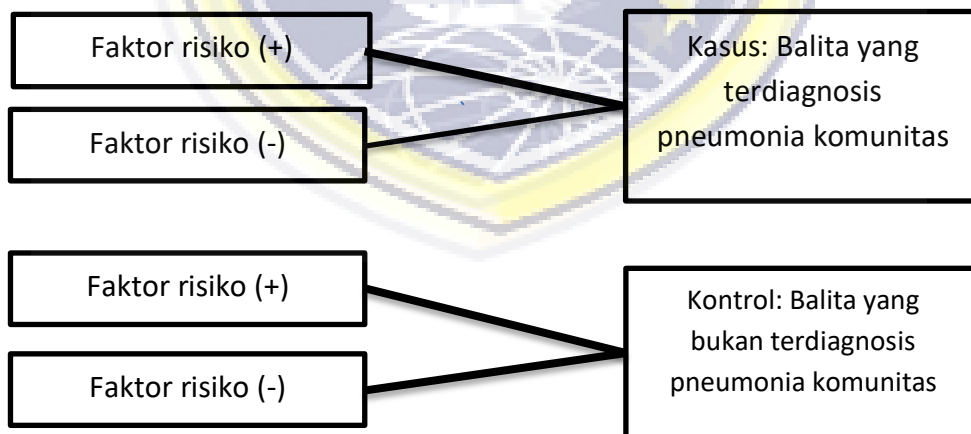 Faktor risiko (+)
Faktor risiko (-)
Kasus: Balita yang
terdiagnosis
pneumonia komunitas
Faktor risiko (+)
Faktor risiko (-)
Kontrol: Balita yang
bukan terdiagnosis
pneumonia komunitas